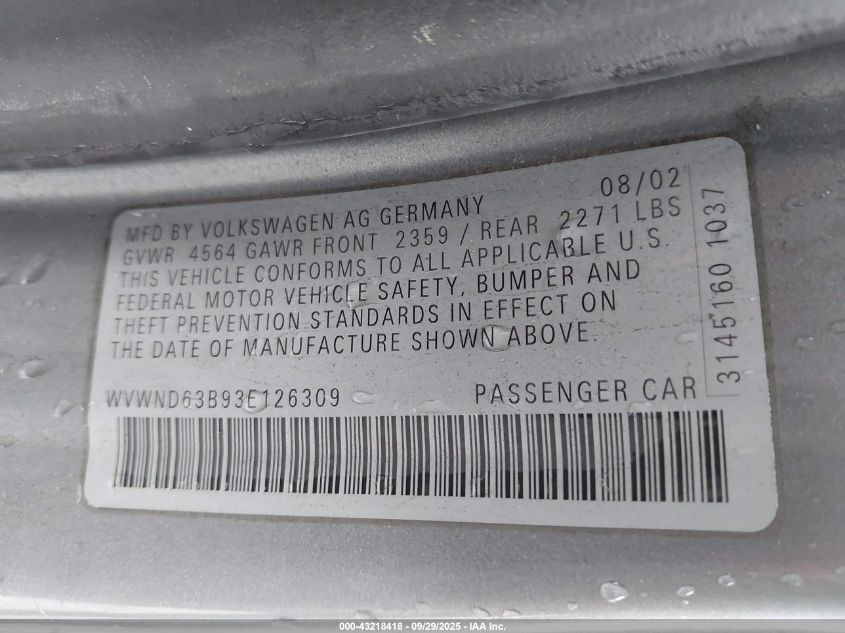 08/02
MFD BY VOLKSWAGEN AG GERMANY
GVWR 4564 GAWR FRONT 2359 / REAR 2271 LBS
THIS VEHICLE CONFORMS TO ALL APPLICABLE U.S.
FEDERAL MOTOR VEHICLE SAFETY, BUMPER AND
THEFT PREVENTION STANDARDS IN EFFECT ON
THE DATE OF MANUFACTURE SHOWN ABOVE.
3145160 1037
WVWND63B93E126309 PASSENGER CAR
000-43218418 - 09/29/2025 - IAA Inc.